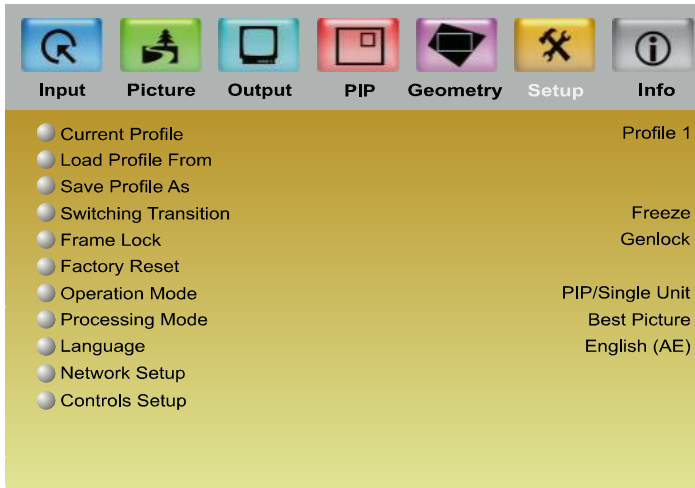 Input Picture Output PIP Geometry Setup Info
Current Profile Profile 1
Load Profile From
Save Profile As
Switching Transition Freeze
Frame Lock Genlock
Factory Reset
Operation Mode PIP/Single Unit
Processing Mode Best Picture
Language English (AE)
Network Setup
Controls Setup